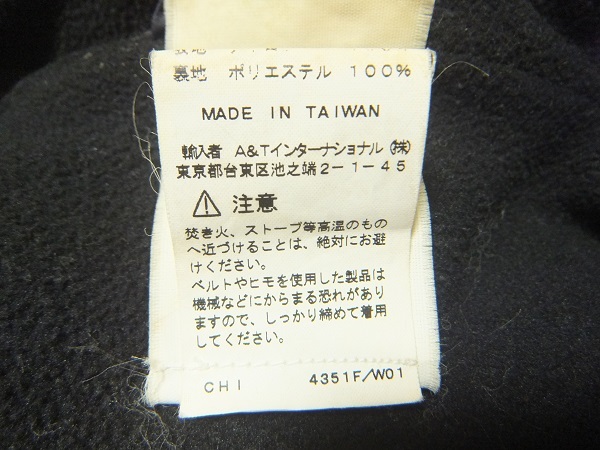 裏地 ポリエステル 100%
MADE IN TAIWAN
輸入者 A&Tインターナショナル㈱
東京都台東区池之端2-1-45
⚠ 注意
焚き火、ストーブ等高温のもの
へ近づけることは、絶対にお避
けください。
ベルトやヒモを使用した製品は
機械などにからまる恐れがあり
ますので、しっかり締めて着用
してください。
CHI 4351F/W01